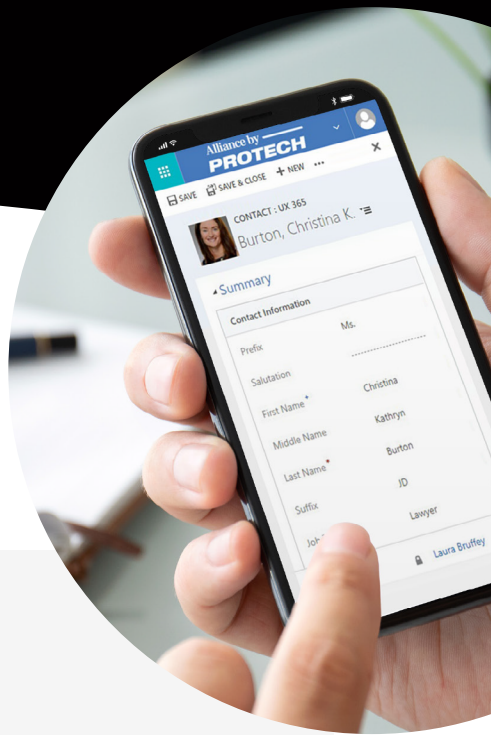 Alliance by
PROTECH
SAVE SAVE & CLOSE + NEW ... X
CONTACT : UX 365
Burton, Christina K.
Summary
Contact Information
Prefix Ms.
Salutation
First Name* Christina
Middle Name Kathryn
Last Name* Burton
Suffix JD
Lawyer
Laura Bruffey